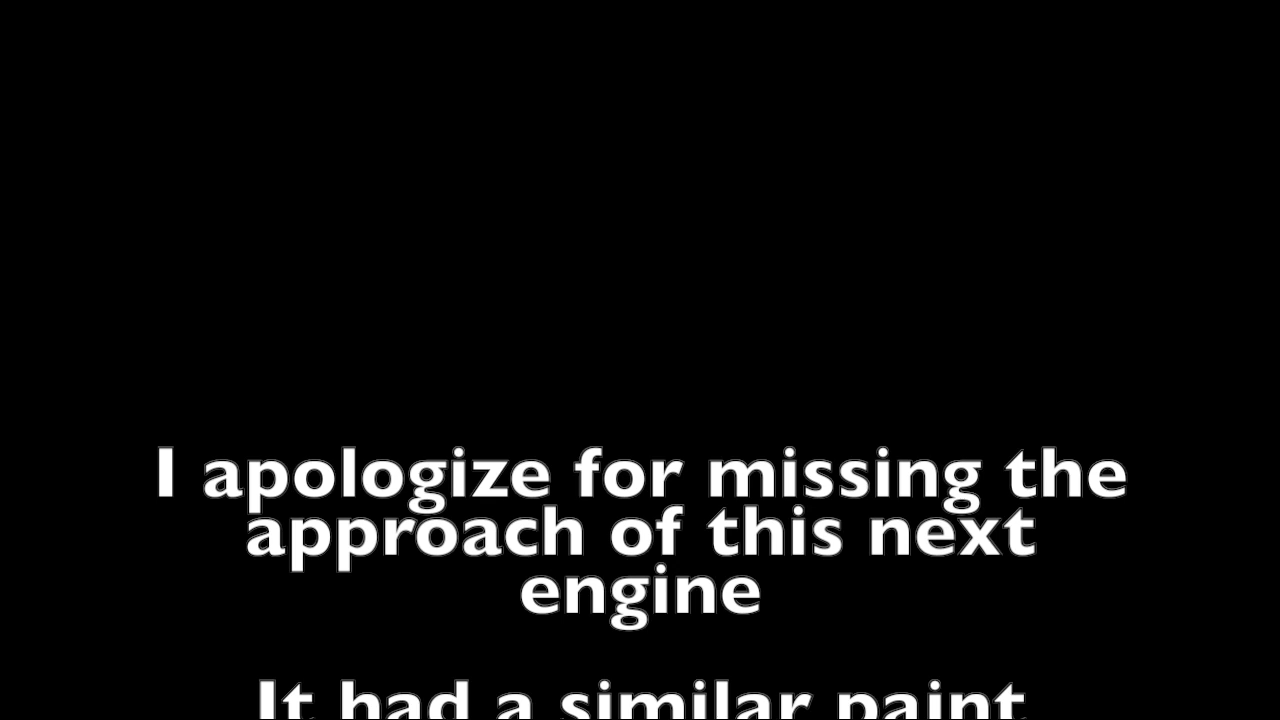 I apologize for missing the
approach of this next
engine
It had a similar paint